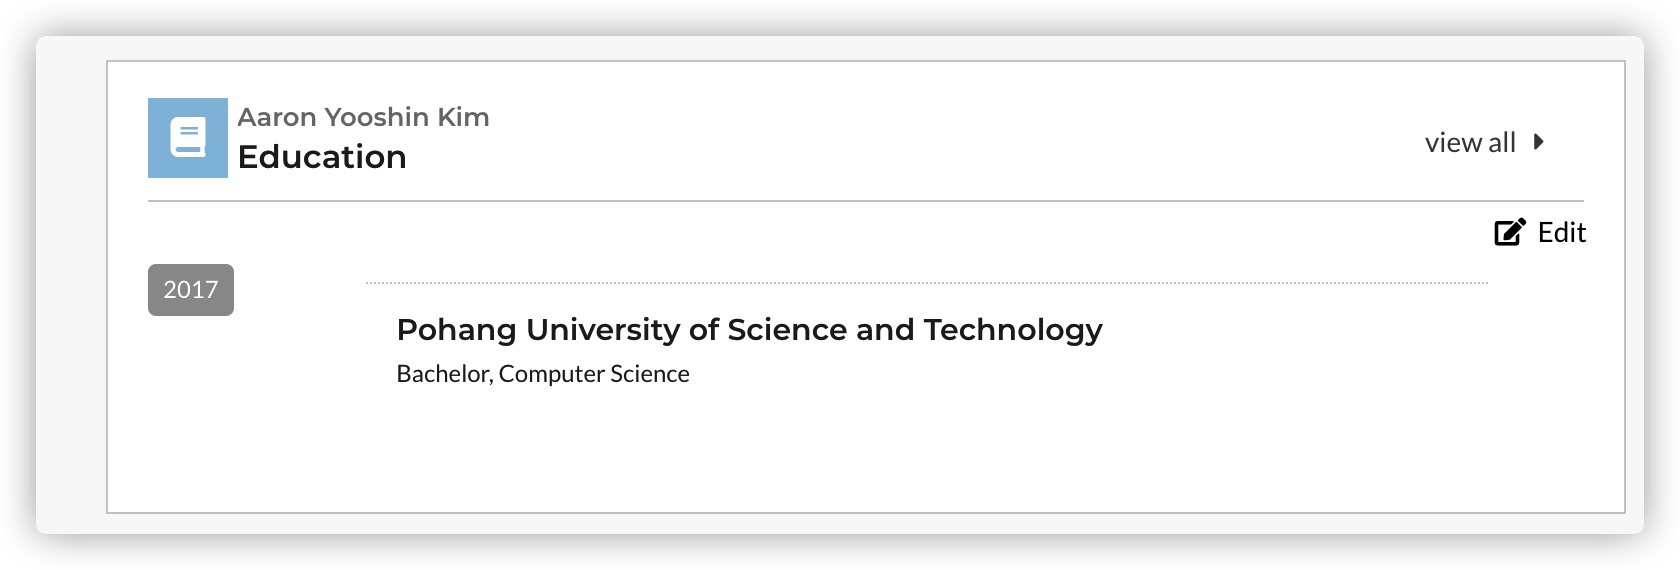 Aaron Yooshin Kim
Education
view all
Edit
2017
Pohang University of Science and Technology
Bachelor, Computer Science